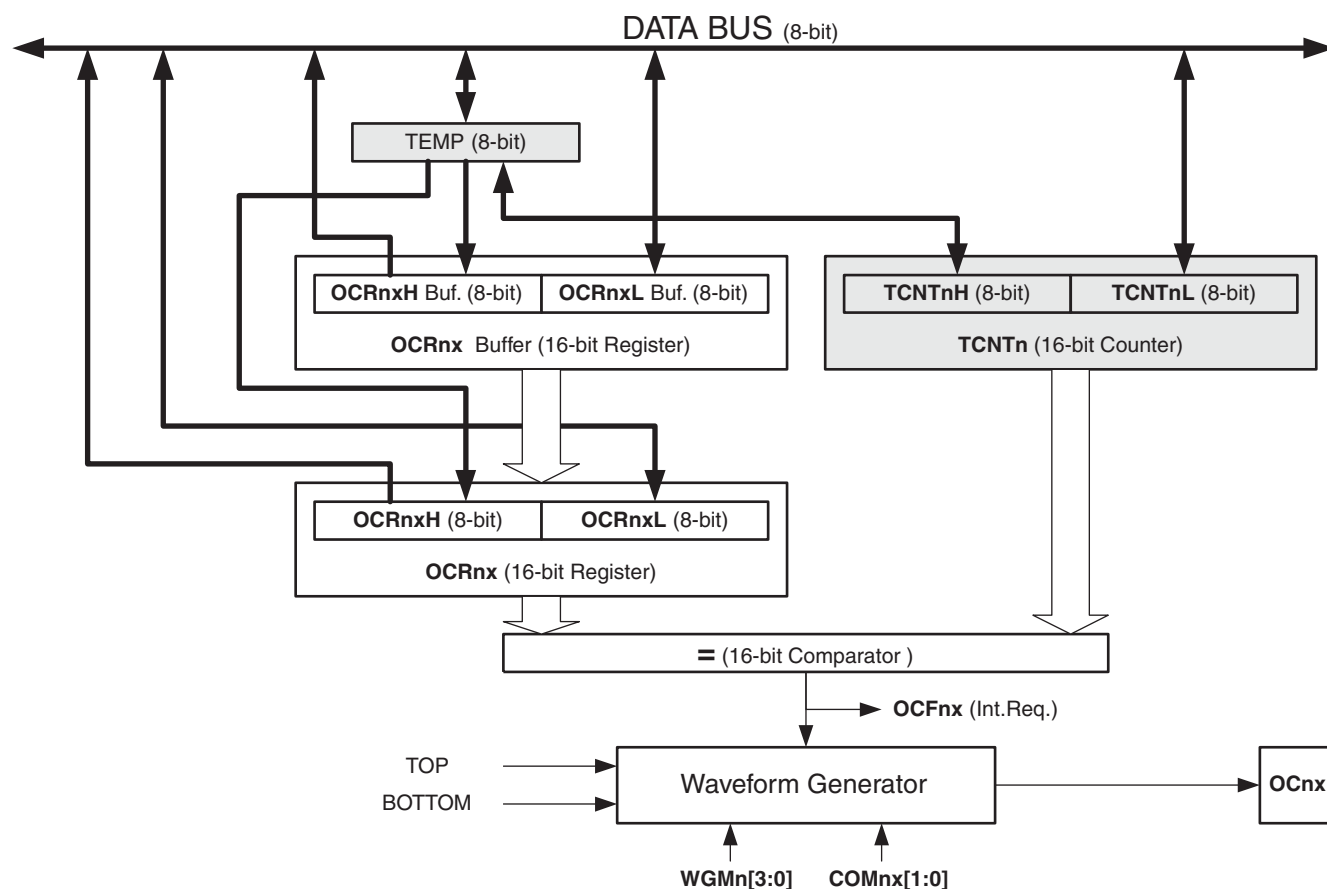 DATA BUS (8-bit)
TEMP (8-bit)
OCRnxH Buf. (8-bit)
OCRnxL Buf. (8-bit)
OCRnx Buffer (16-bit Register)
TCNTnH (8-bit)
TCNTnL (8-bit)
TCNTn (16-bit Counter)
OCRnxH (8-bit)
OCRnxL (8-bit)
OCRnx (16-bit Register)
= (16-bit Comparator )
OCFnx (Int.Req.)
TOP
BOTTOM
Waveform Generator
OCnx
WGMn[3:0]
COMnx[1:0]